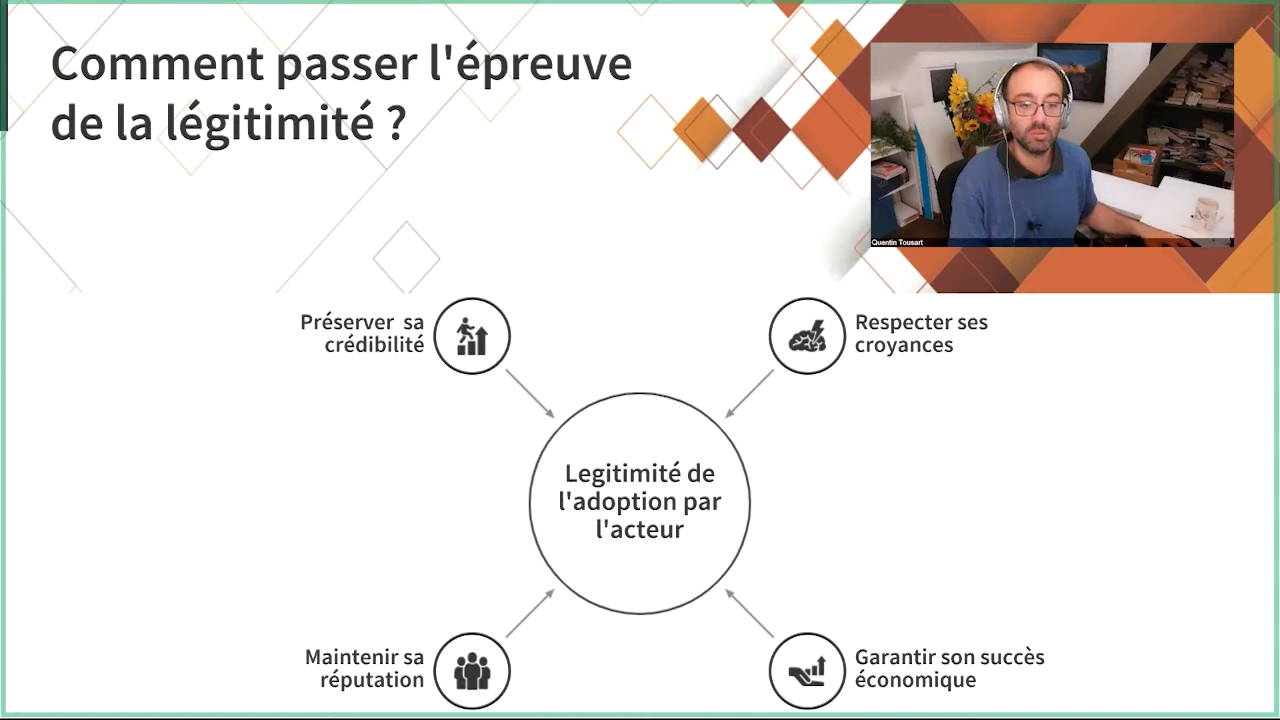 Comment passer l'épreuve
de la légitimité ?
Quentin Tousart
Préserver sa
crédibilité
Respecter ses
croyances
Legitimité de
l'adoption par
l'acteur
Maintenir sa
réputation
Garantir son succès
économique